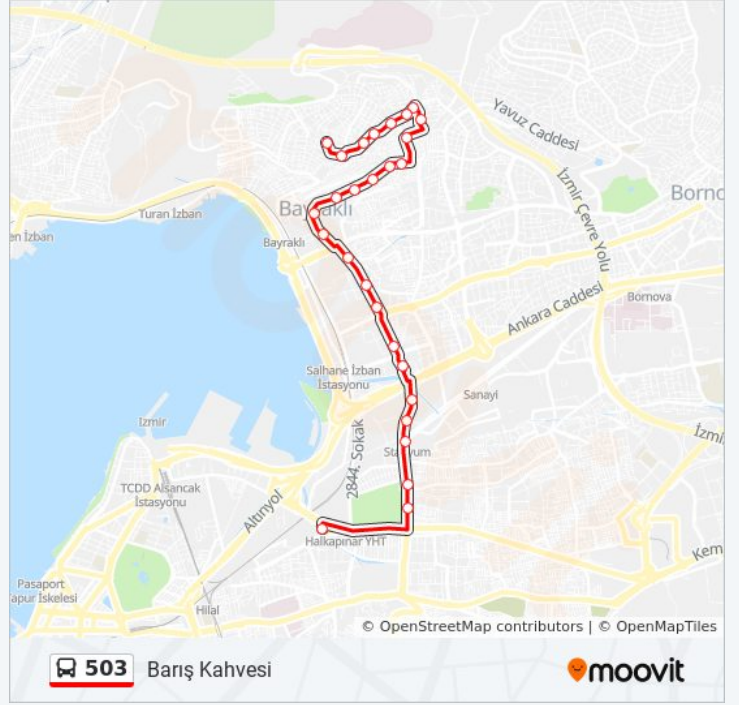 Yavuz Caddesi
İzmir Çevre Yolu
Borno
Turan İzban
en İzban
Bayraklı
Bayraklı
Ankara Caddesi
Bornova
Salhane İzban
İstasyonu
Sanayi
Izmir
2844. Sokak
İzmi
TCDD Alsancak
İstasyonu
Altınyol
Halkapınar YHT
Kem
Pasaport
apur İskelesi
Hilal
© OpenStreetMap contributors | © OpenMapTiles
503 Barış Kahvesi
moovit